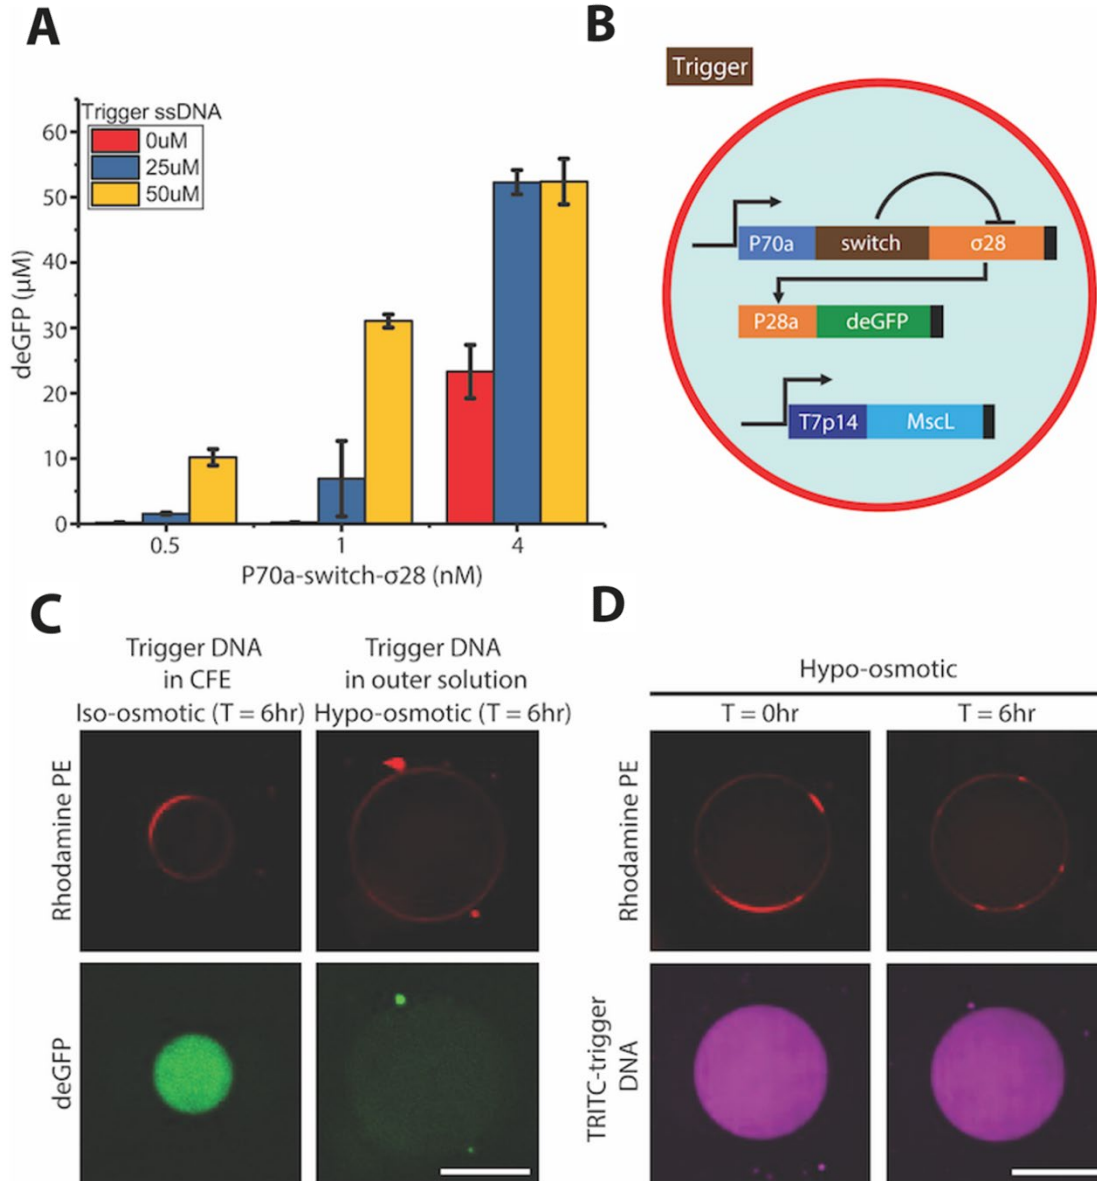 A
Trigger ssDNA
0uM
25uM
50uM
60
50
40
30
20
10
0
deGFP (μM)
0.5
1
4
P70a-switch-σ28 (nM)
B
Trigger
P70a
switch
σ28
P28a
deGFP
T7p14
MscL
C
Trigger DNA
in CFE
Iso-osmotic (T = 6hr)
Trigger DNA
in outer solution
Hypo-osmotic (T = 6hr)
Rhodamine PE
deGFP
D
Hypo-osmotic
T = 0hr
T = 6hr
Rhodamine PE
TRITC-trigger
DNA